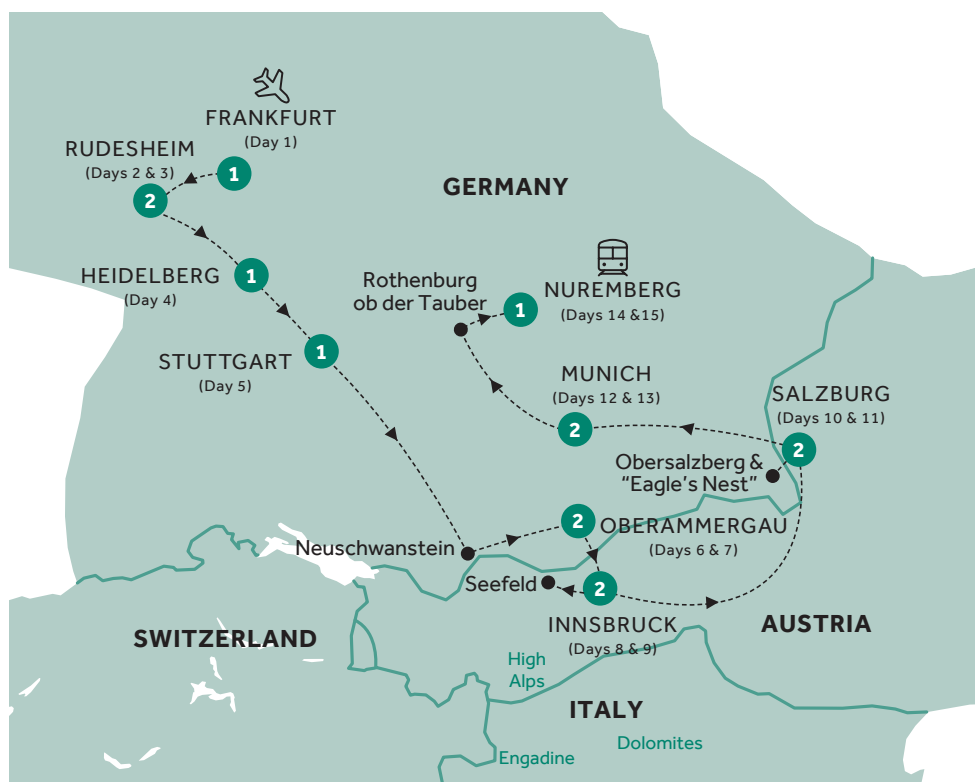 FRANKFURT
(Day 1)
1
RUDESHEIM
(Days 2 & 3)
2
GERMANY
HEIDELBERG
(Day 4)
1
Rothenburg
ob der Tauber
NUREMBERG
(Days 14 &15)
1
STUTTGART
(Day 5)
1
MUNICH
(Days 12 & 13)
2
SALZBURG
(Days 10 & 11)
2
Obersalzberg &
"Eagle's Nest"
2
OBERAMMERGAU
(Days 6 & 7)
Neuschwanstein
Seefeld
2
INNSBRUCK
(Days 8 & 9)
SWITZERLAND
AUSTRIA
High
Alps
ITALY
Engadine
Dolomites